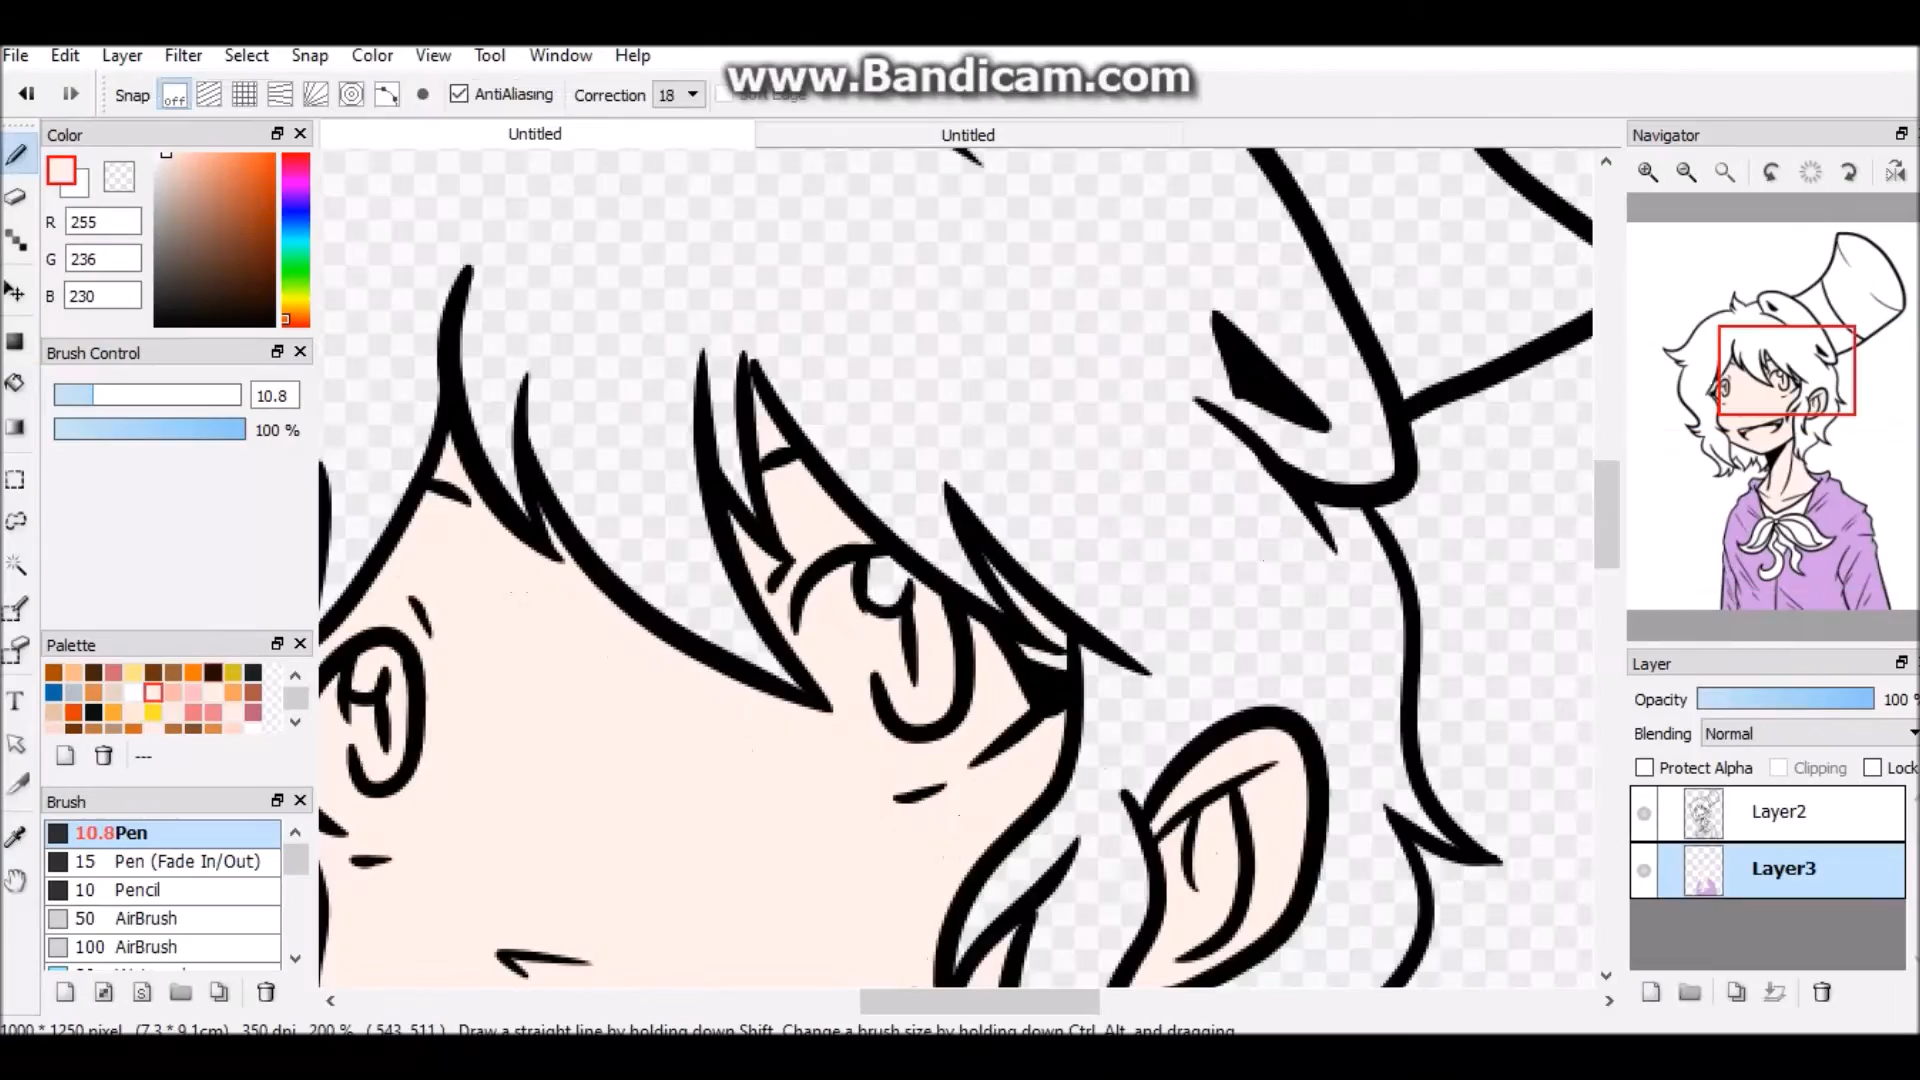 File Edit Layer Filter Select Snap Color View Tool Window Help
www.Bandicam.com
Snap off AntiAliasing Correction 18
Color
Untitled
Untitled
Navigator
R 255
G 236
B 230
Brush Control
10.8
100 %
Palette
---
Brush
10.8 Pen
15 Pen (Fade In/Out)
10 Pencil
50 AirBrush
100 AirBrush
Layer
Opacity 100 %
Blending Normal
Protect Alpha Clipping Lock
Layer2
Layer3
1000 * 1250 pixel (7.3 * 9.1cm) 350 dpi 200 % ( 543, 511 ) Draw a straight line by holding down Shift, Change a brush size by holding down Ctrl, Alt, and dragging